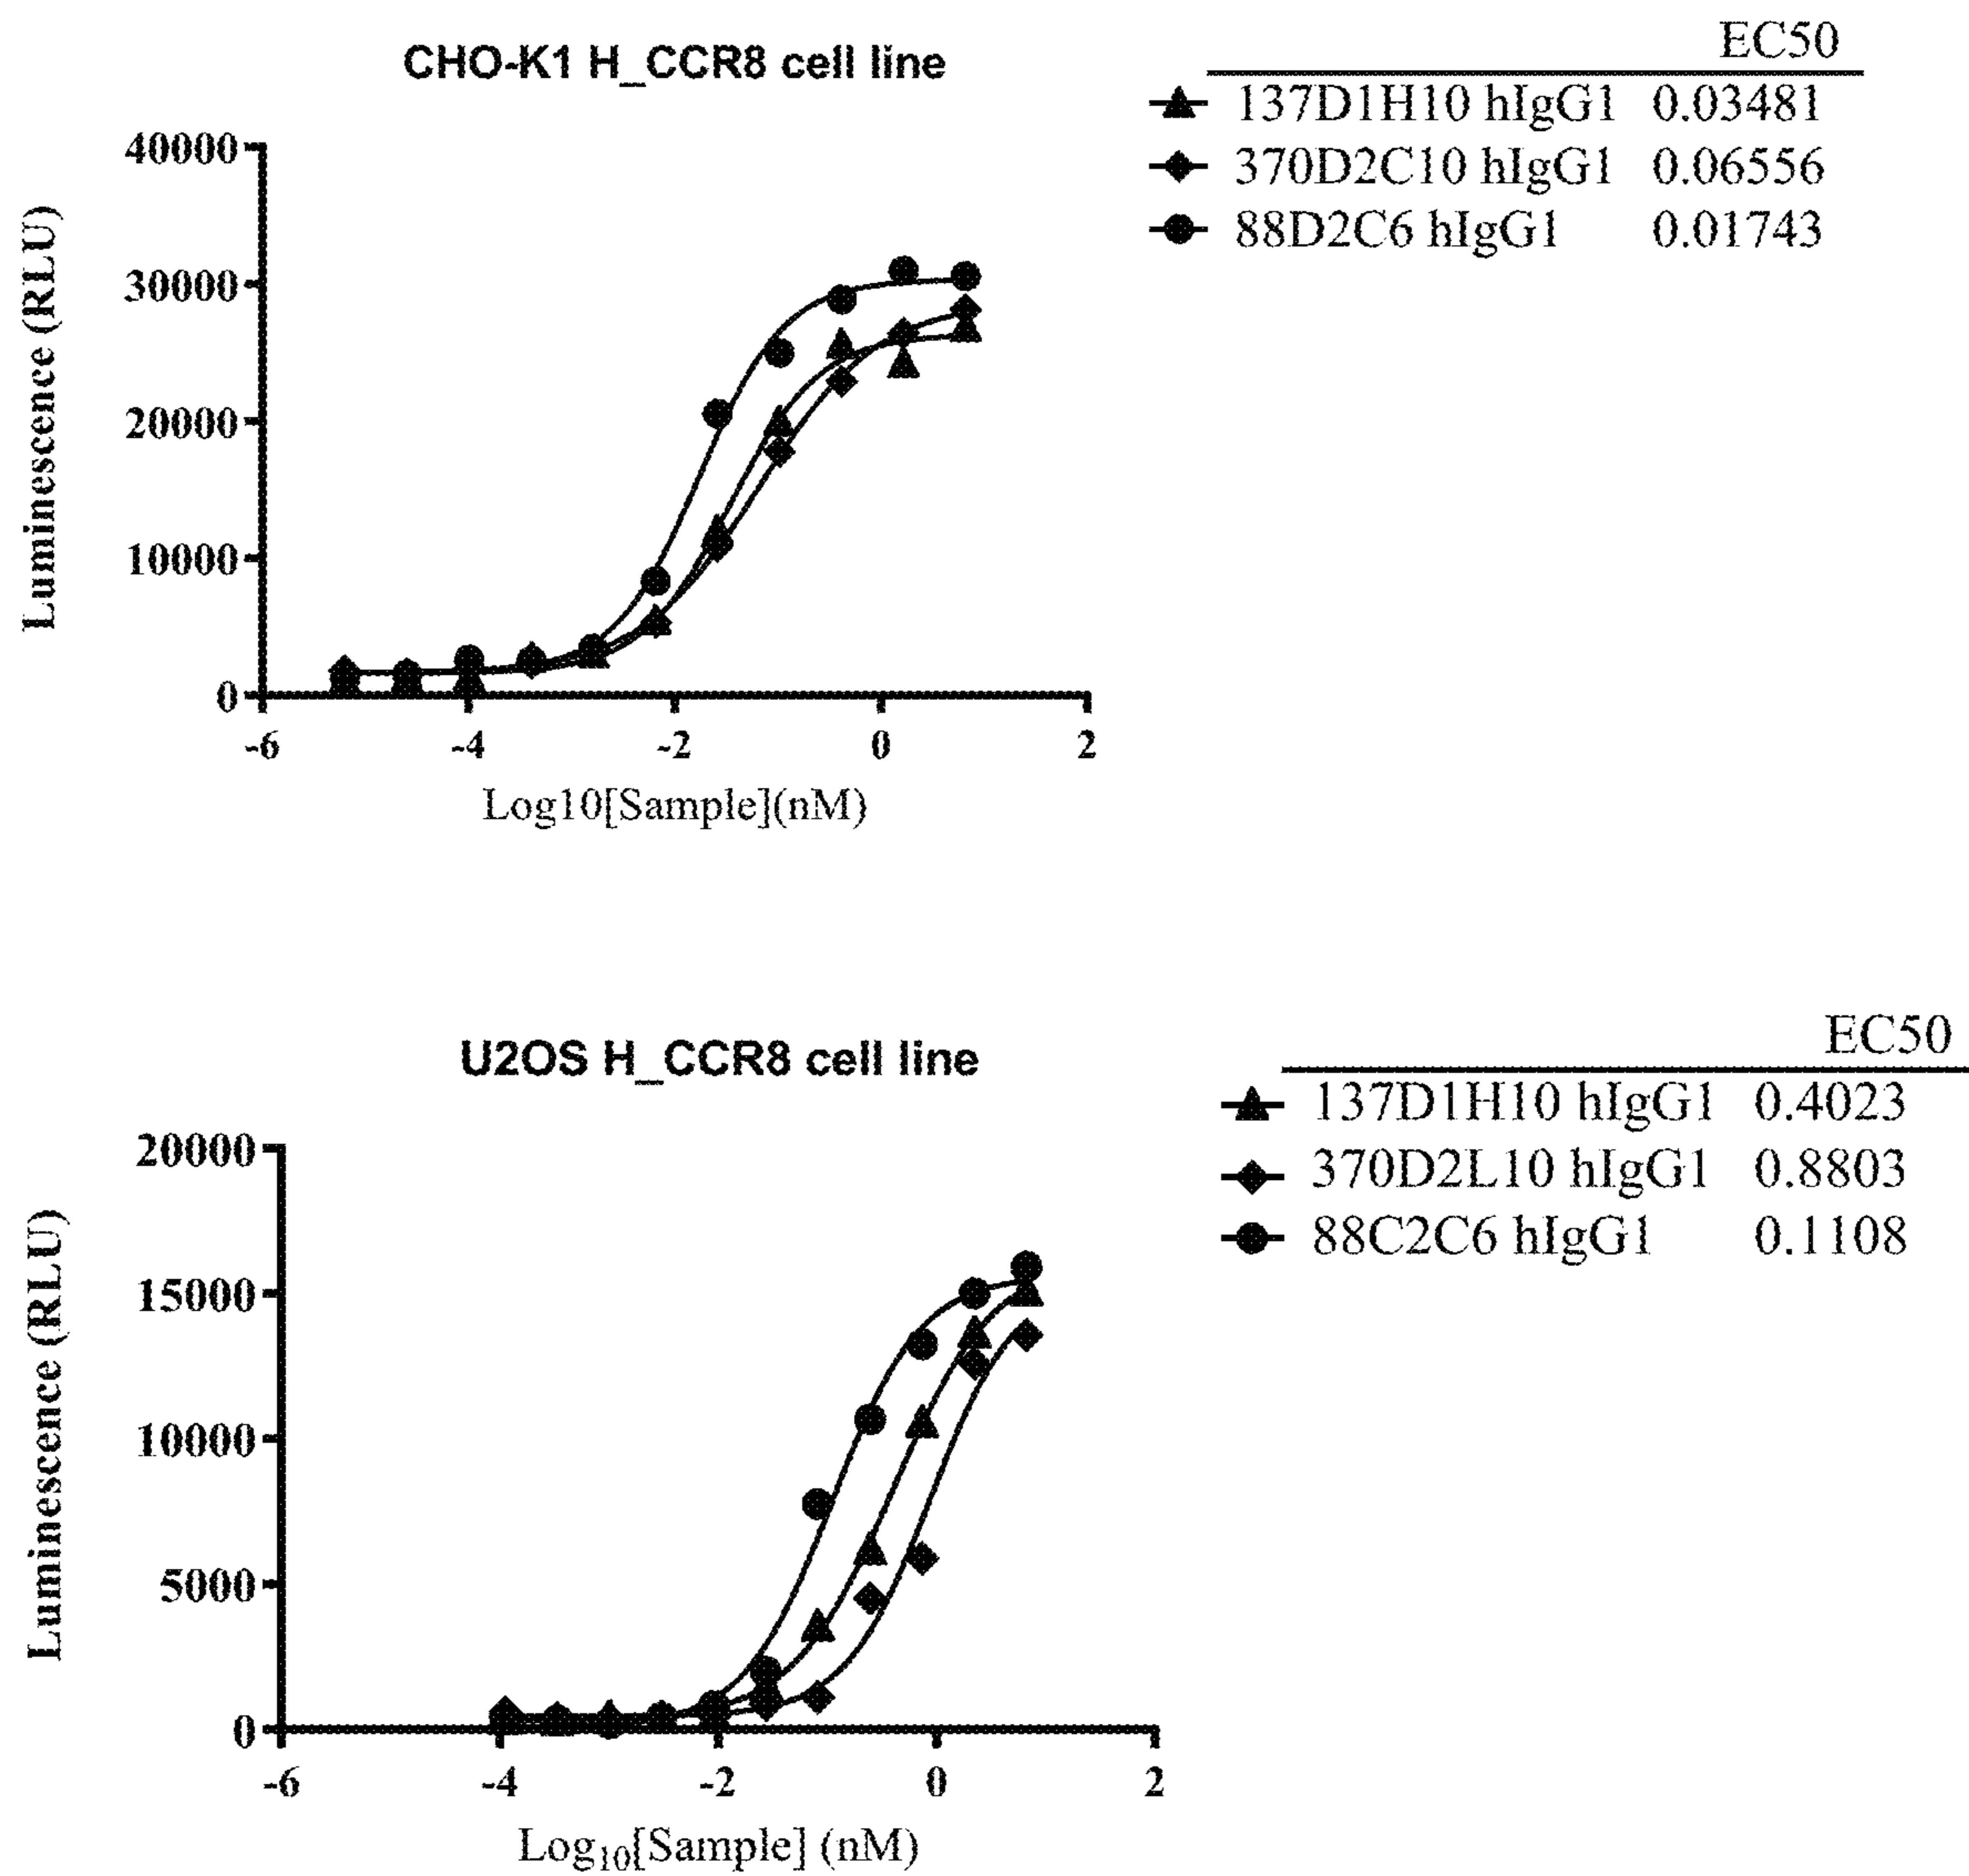 CHO-K1 H_CCR8 cell line
EC50
137D1H10 hIgG1 0.03481
370D2C10 hIgG1 0.06556
88D2C6 hIgG1 0.01743
Luminescence (RLU)
40000
30000
20000
10000
0
-6 -4 -2 0 2
Log10[Sample](nM)
U2OS H_CCR8 cell line
EC50
137D1H10 hIgG1 0.4023
370D2L10 hIgG1 0.8803
88C2C6 hIgG1 0.1108
Luminescence (RLU)
20000
15000
10000
5000
0
-6 -4 -2 0 2
Log10[Sample] (nM)